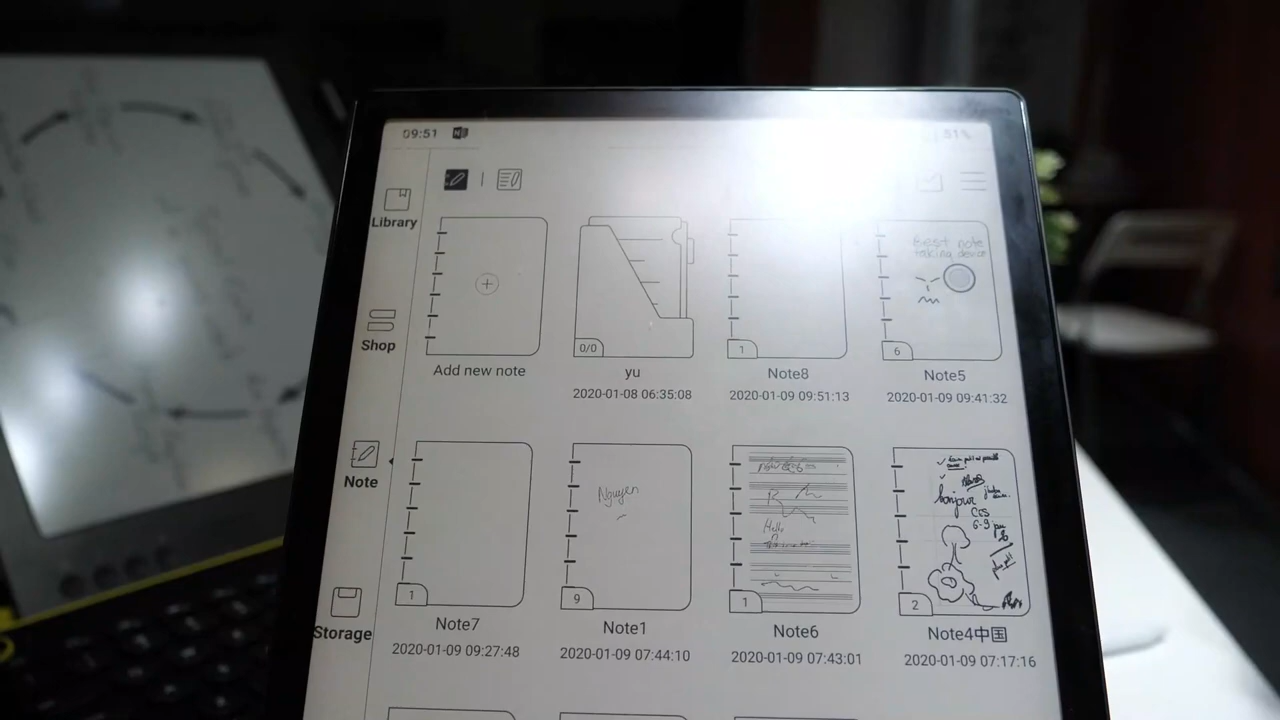 09:51 51%
Library
Shop
Note
Storage
Add new note
0/0
yu
2020-01-08 06:35:08
1
Note8
2020-01-09 09:51:13
best note
taking device
6
Note5
2020-01-09 09:41:32
1
Note7
2020-01-09 09:27:48
Nguyen
9
Note1
2020-01-09 07:44:10
Hello
1
Note6
2020-01-09 07:43:01
bonjour
CES
2
Note4中国
2020-01-09 07:17:16